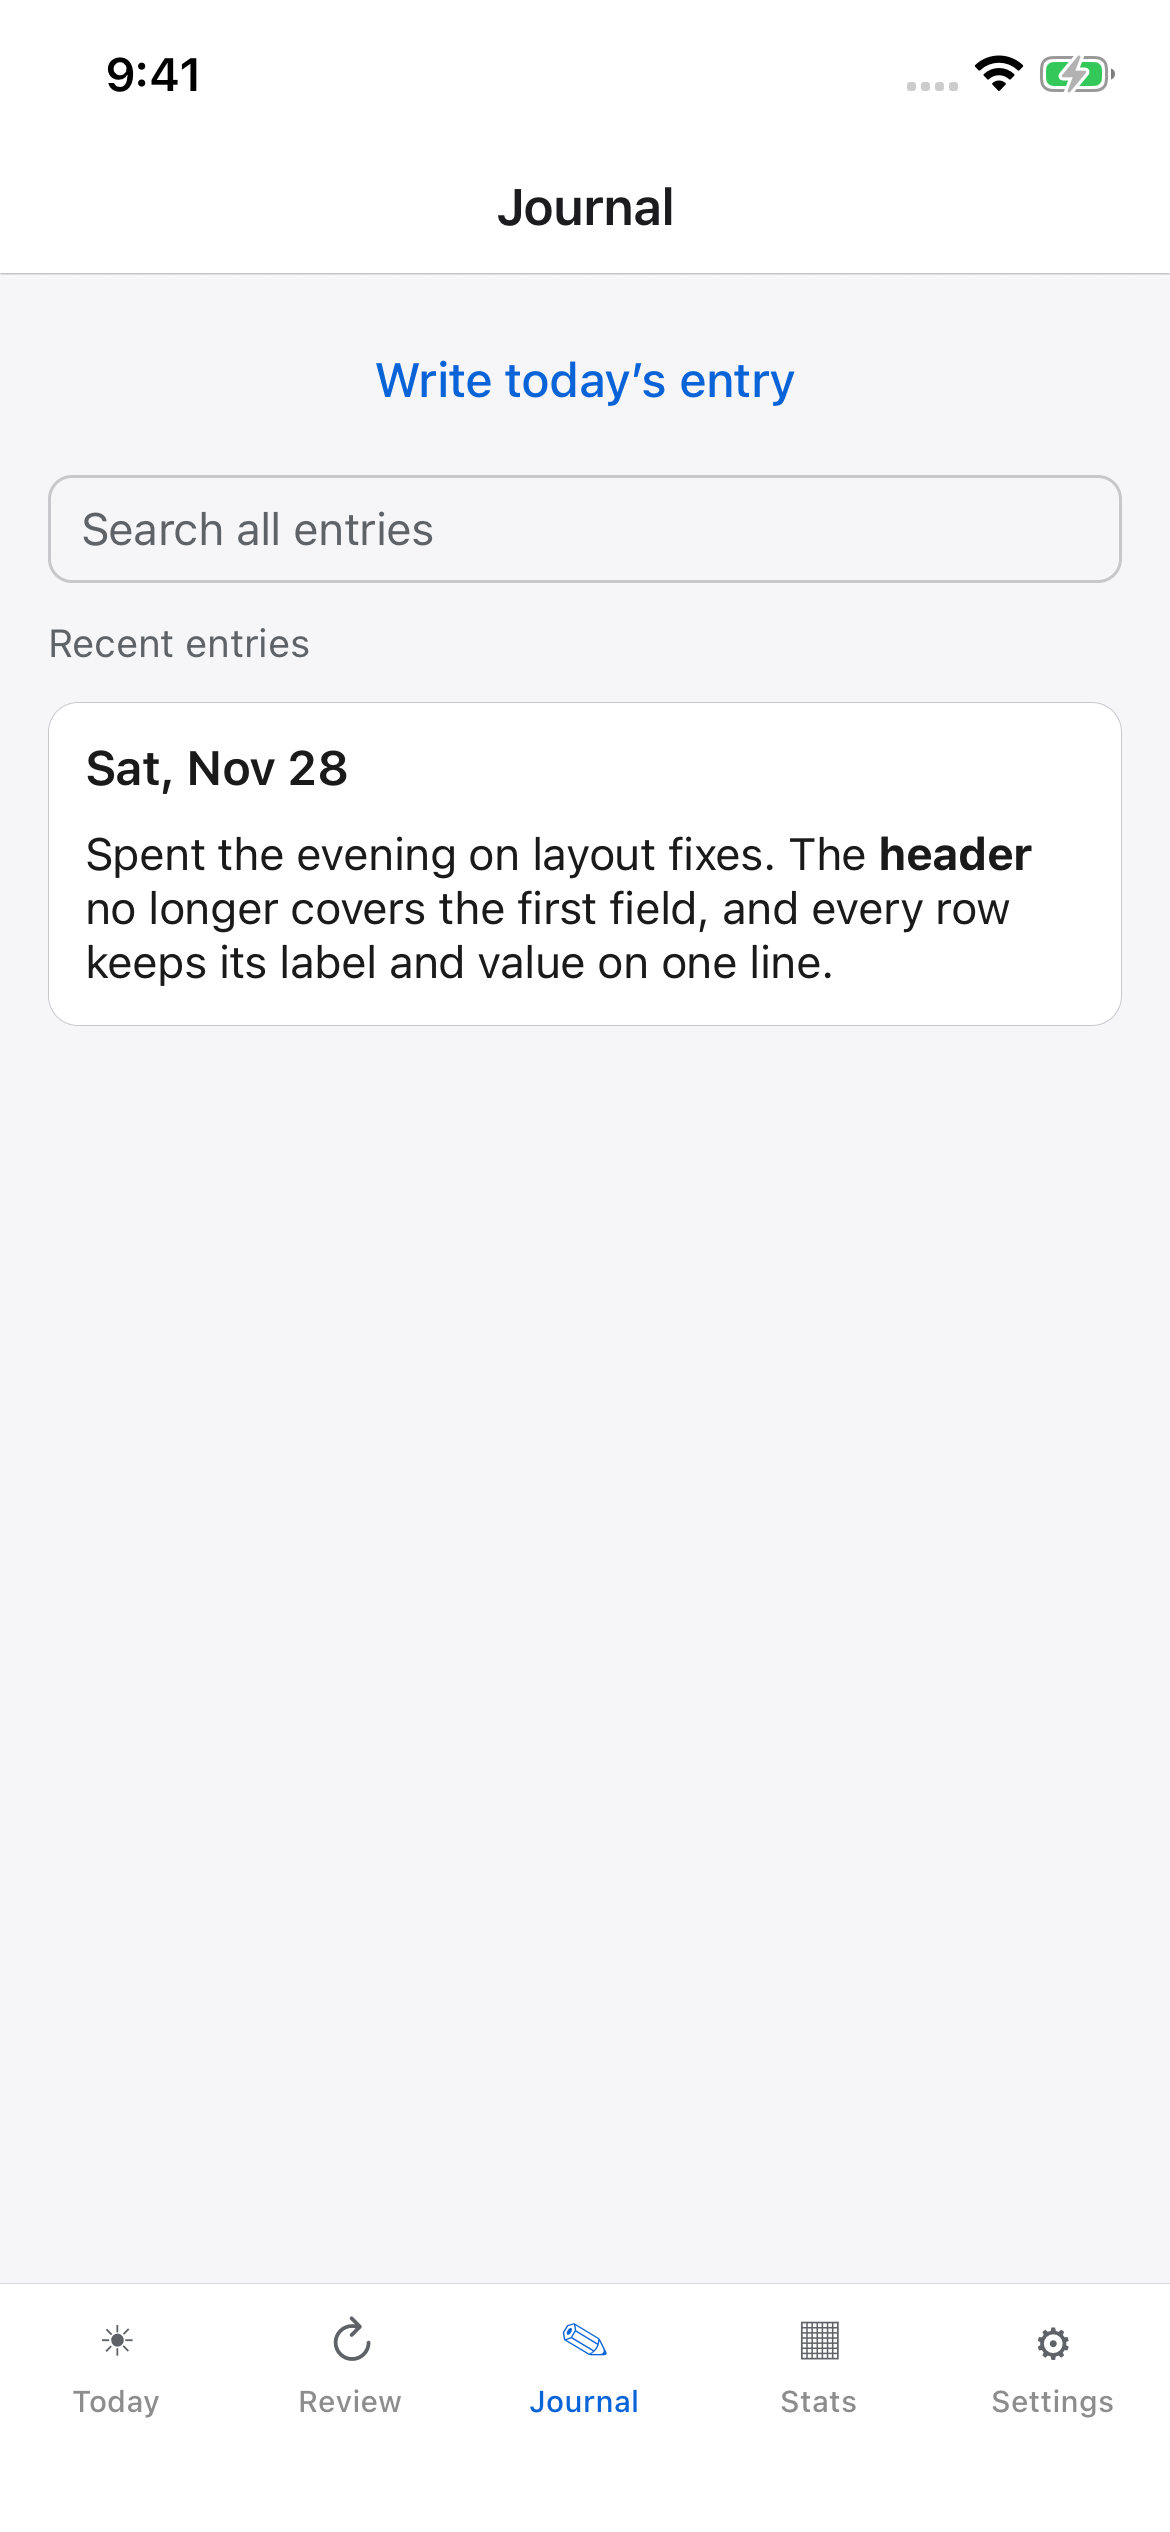 9:41
Journal
Write today’s entry
Search all entries
Recent entries
Sat, Nov 28
Spent the evening on layout fixes. The header
no longer covers the first field, and every row
keeps its label and value on one line.
Today Review Journal Stats Settings